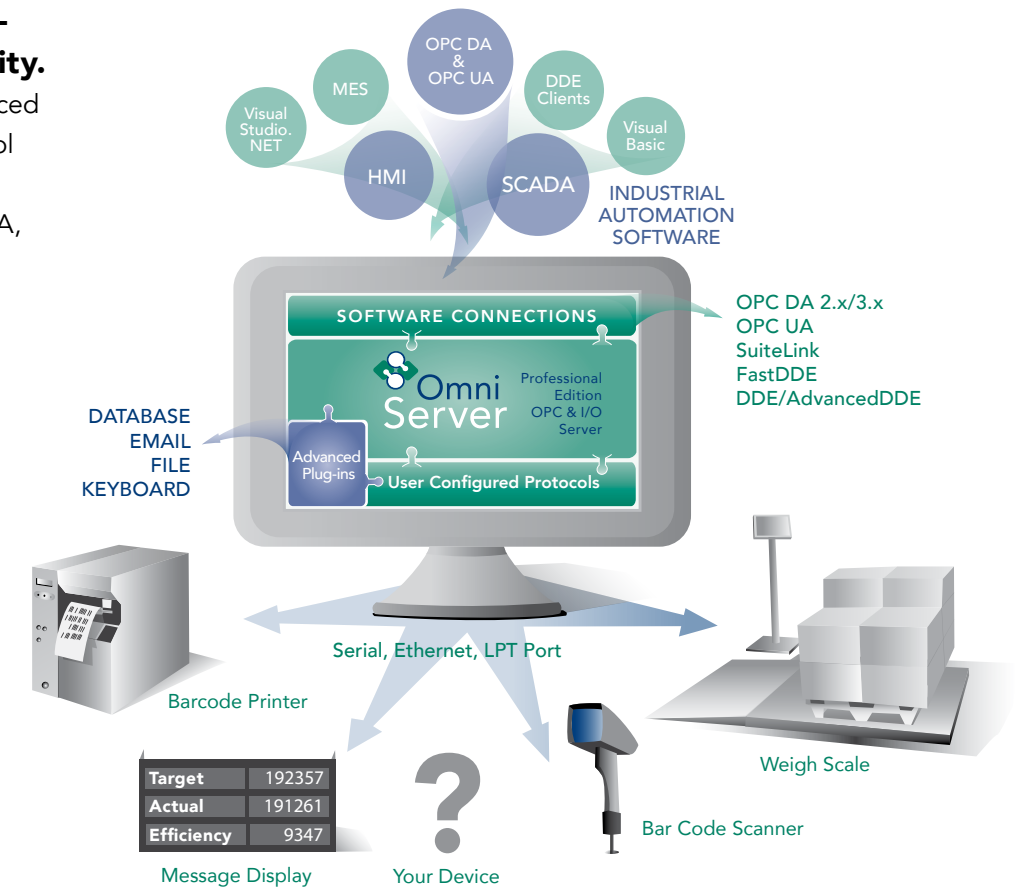 ity.
ced
ol
A,
OPC DA
&
OPC UA
MES
DDE
Clients
Visual
Studio.
NET
Visual
Basic
HMI
SCADA
INDUSTRIAL
AUTOMATION
SOFTWARE
SOFTWARE CONNECTIONS
Omni
Server
Professional
Edition
OPC & I/O
Server
Advanced
Plug-ins
User Configured Protocols
OPC DA 2.x/3.x
OPC UA
SuiteLink
FastDDE
DDE/AdvancedDDE
DATABASE
EMAIL
FILE
KEYBOARD
Serial, Ethernet, LPT Port
Barcode Printer
Weigh Scale
Target 192357
Actual 191261
Efficiency 9347
?
Bar Code Scanner
Message Display
Your Device